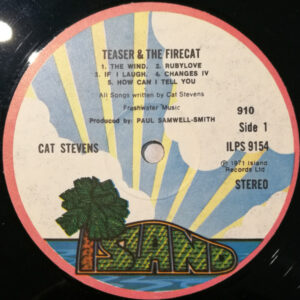 TEASER & THE FIRECAT
1. THE WIND. 2. RUBYLOVE
3. IF I LAUGH. 4. CHANGES IV
5. HOW CAN I TELL YOU
All Songs written by Cat Stevens
Freshwater Music
Produced by: PAUL SAMWELL-SMITH
910
Side 1
CAT STEVENS
ILPS 9154
℗ 1971 Island
Records Ltd
STEREO
ISLAND